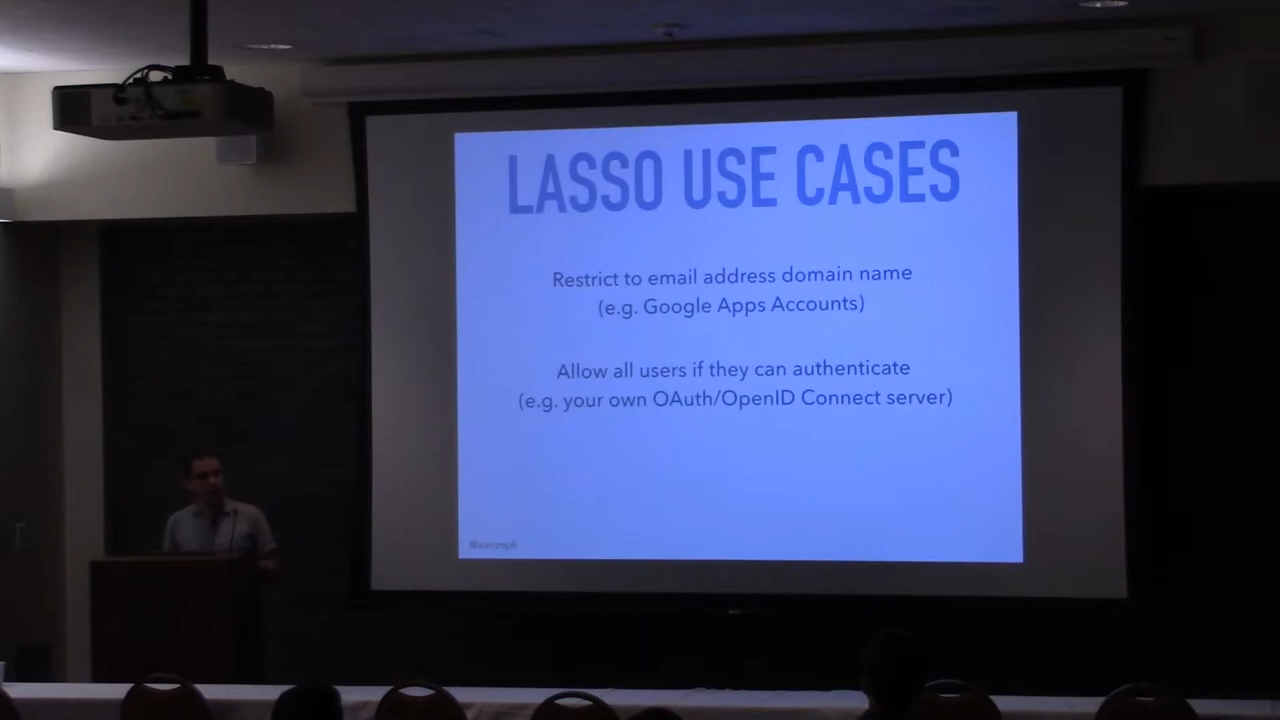 LASSO USE CASES
Restrict to email address domain name
(e.g. Google Apps Accounts)
Allow all users if they can authenticate
(e.g. your own OAuth/OpenID Connect server)
@aaronpk